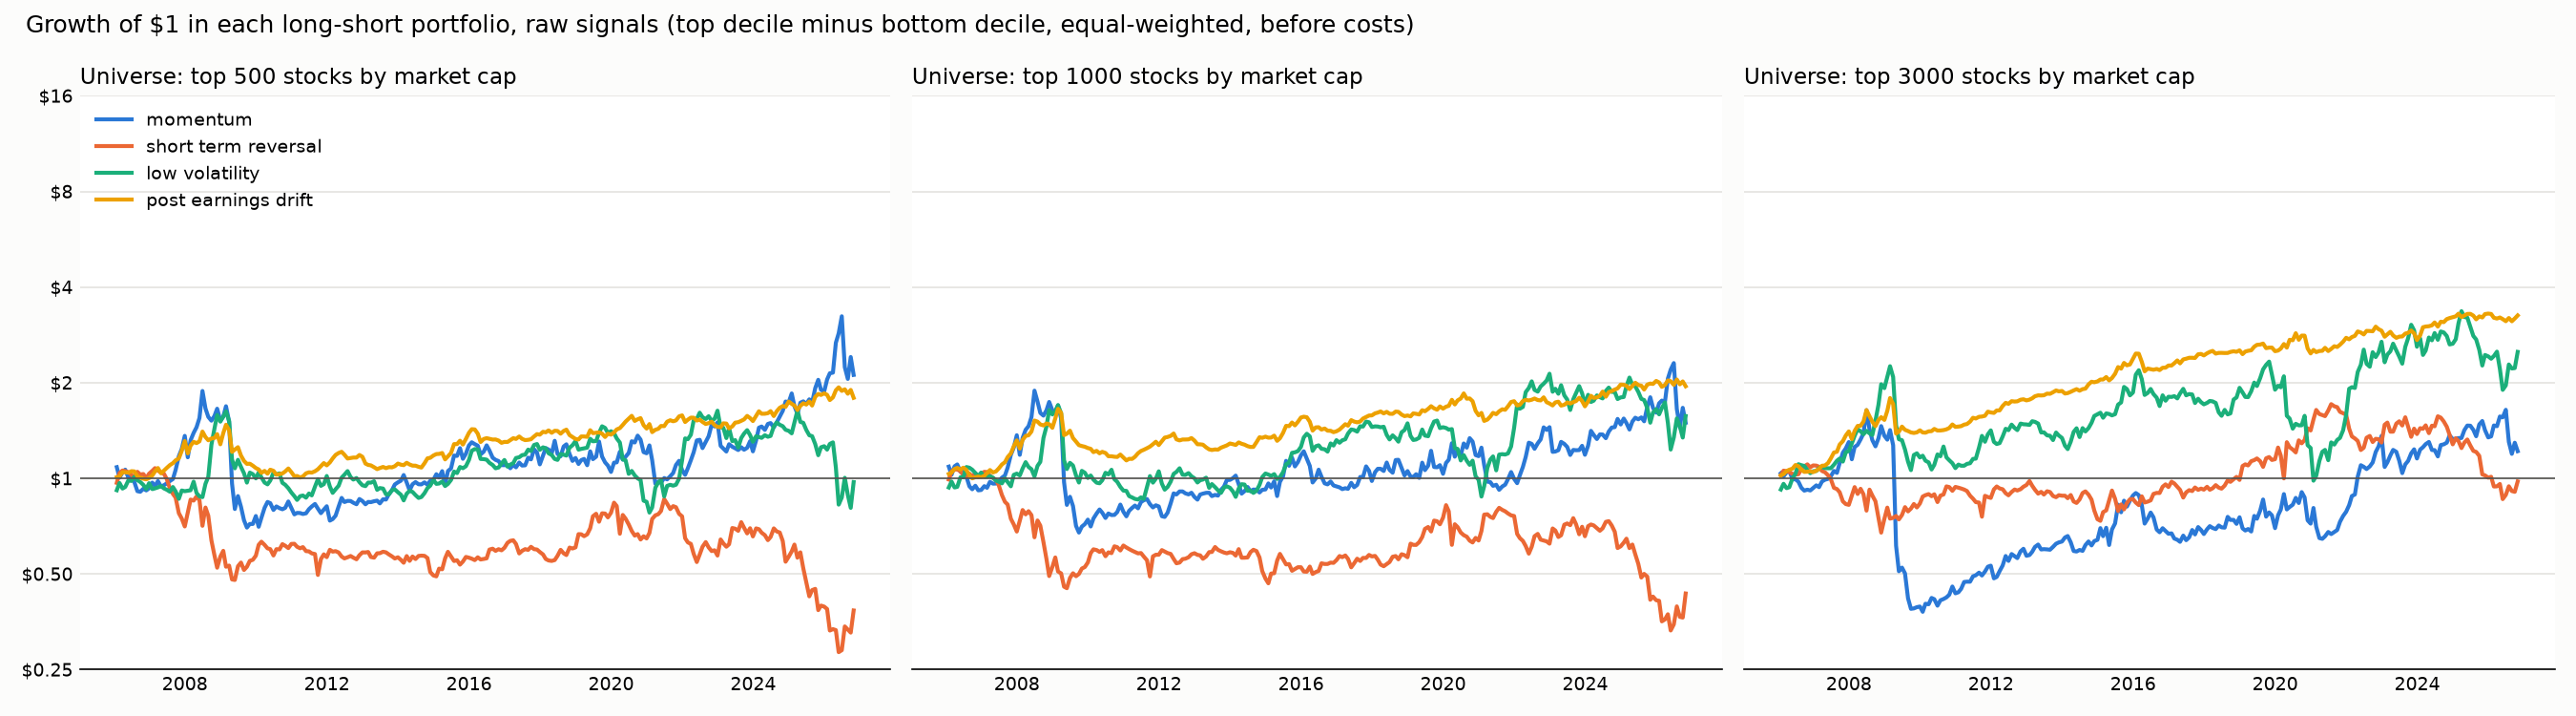 Growth of $1 in each long-short portfolio, raw signals (top decile minus bottom decile, equal-weighted, before costs)
Universe: top 500 stocks by market cap
Universe: top 1000 stocks by market cap
Universe: top 3000 stocks by market cap
$16
momentum
short term reversal
low volatility
$8
post earnings drift
$4
$2
$1
$0.50
$0.25
2008 2012 2016 2020 2024
2008 2012 2016 2020 2024
2008 2012 2016 2020 2024